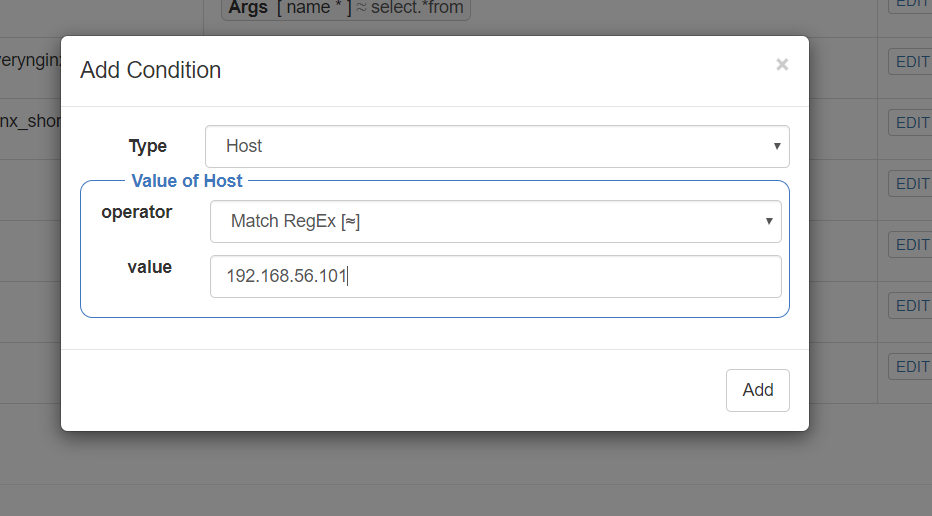 Args [ name * ] ≈ select.*from
EDIT
Add Condition
×
erynginx
EDIT
nx_shor
EDIT
Type Host
EDIT
Value of Host
operator Match RegEx [≈]
EDIT
value 192.168.56.101
EDIT
EDIT
Add